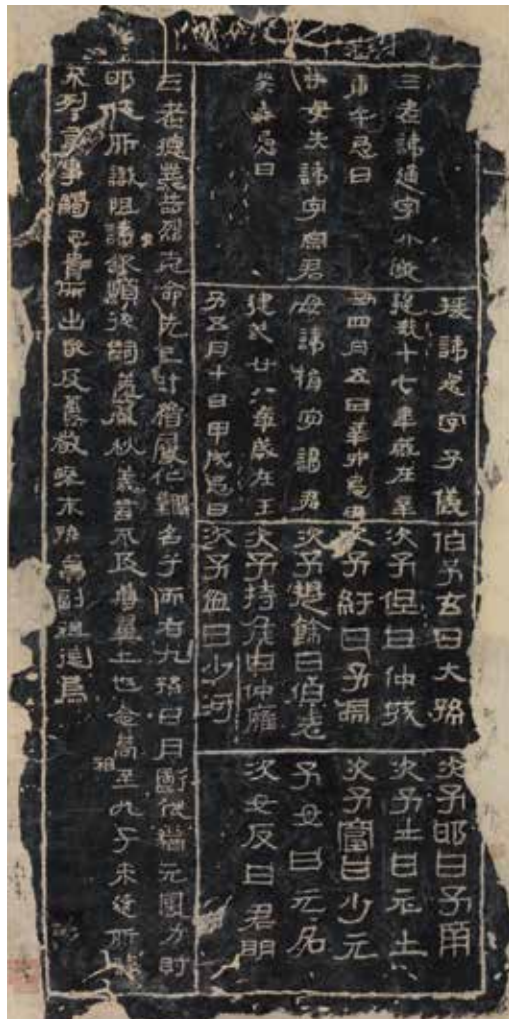 三老諱通字小父
庚午忌日
祖母失諱字宗君
癸未忌日
掾諱忽字子儀
建武十七年歲在辛
丑四月五日辛卯忌日
母諱捐字謁君
建武廿八年歲在壬
子五月十日甲戌忌日
伯子玄曰大孫
次子但曰仲城
次子紆曰子淵
次子提餘曰伯老
次子持侯曰仲雍
次子盈曰少河
次子邯曰子南
次子士曰元士
次子富曰少元
子女曰无名
次女反曰君明
三老德業赫烈克命先己汁稽履化難名兮而右九孫日月虧代猶元風力射
邯及所識祖諱欽顯後嗣蓋春秋義言不及尊翼上也念高祖至九子未遠所諱
不列言事觸忌貴所出嚴及敬曉末孫冀副祖德焉